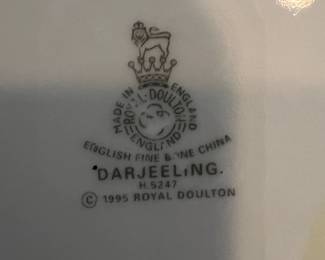 MADE IN ENGLAND
ROYAL DOULTON
ENGLAND
ENGLISH FINE BONE CHINA
DARJEELING.
H.5247
© 1995 ROYAL DOULTON